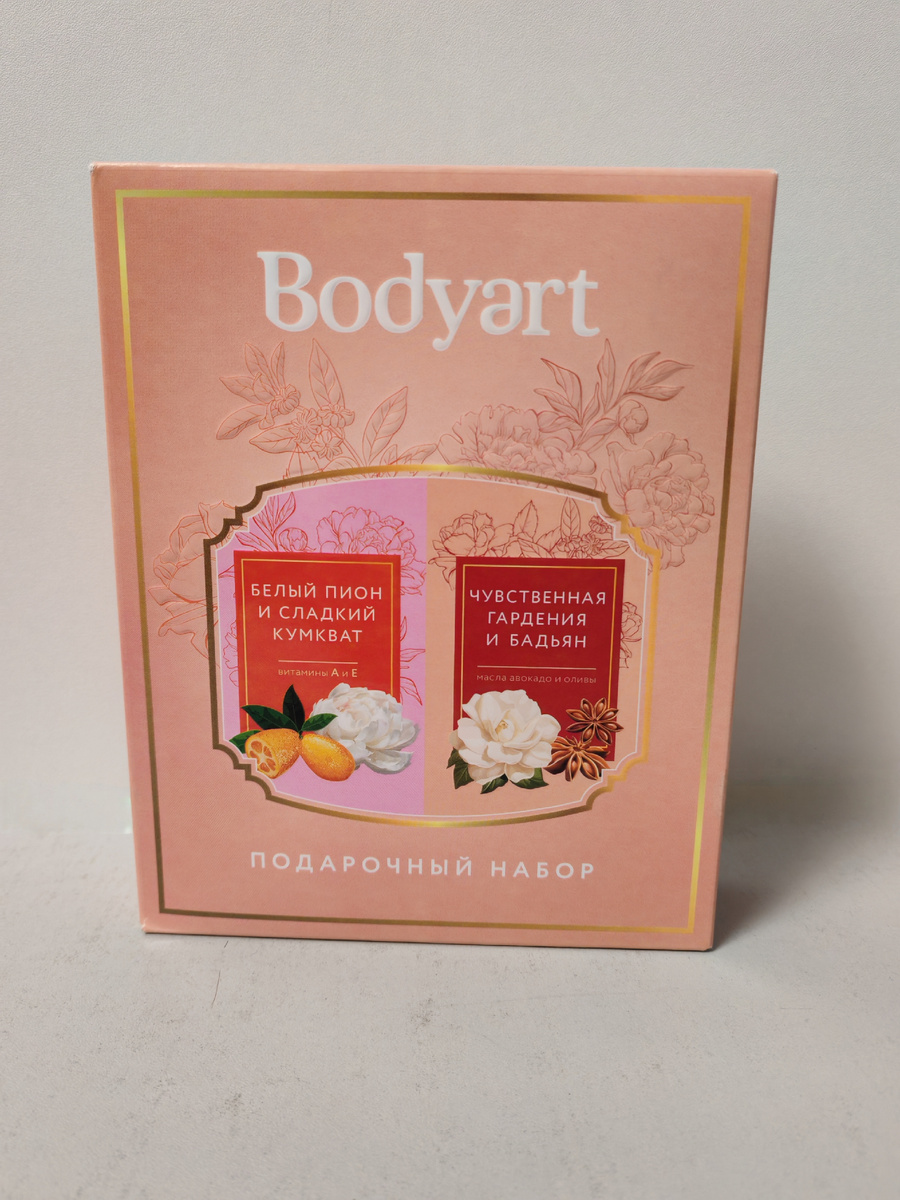 Bodyart
БЕЛЫЙ ПИОН
И СЛАДКИЙ
КУМКВАТ
витамины А и Е
ЧУВСТВЕННАЯ
ГАРДЕНИЯ
И БАДЬЯН
масла авокадо и оливы
ПОДАРОЧНЫЙ НАБОР